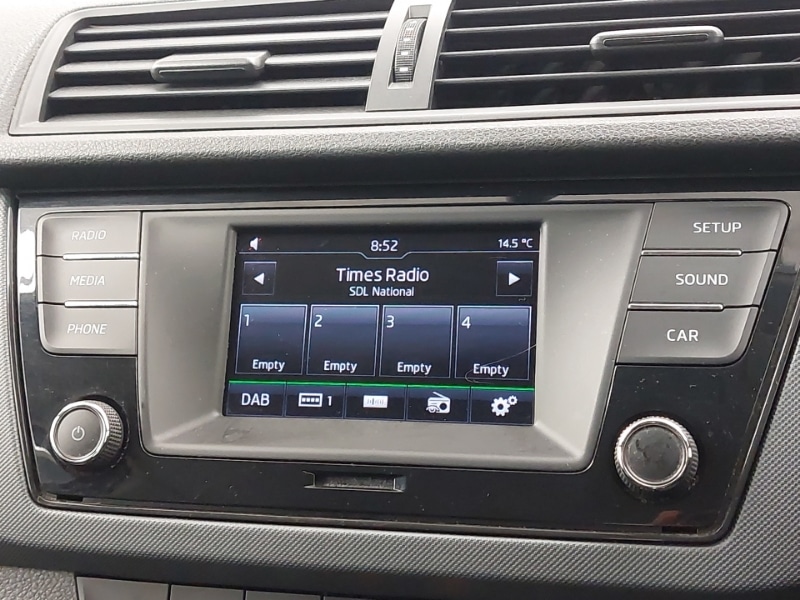 RADIO
MEDIA
PHONE
8:52
14.5 °C
Times Radio
SDL National
1
2
3
4
Empty
Empty
Empty
Empty
DAB
1
SETUP
SOUND
CAR